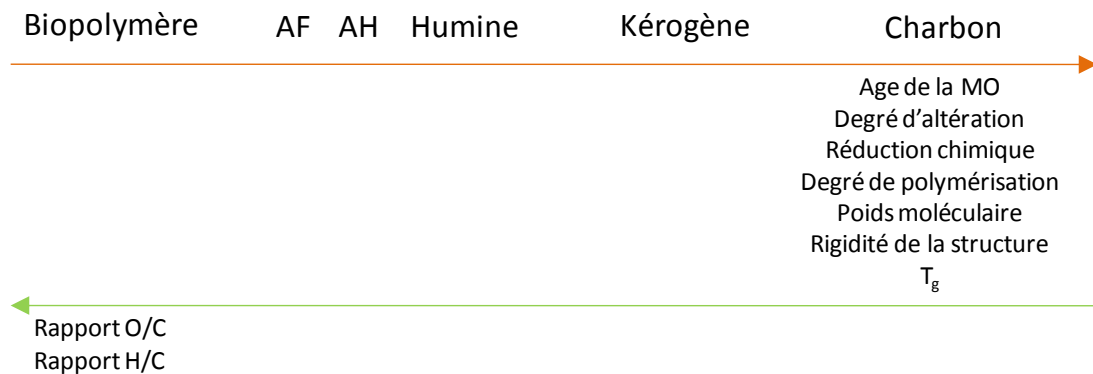 Biopolymère AF AH Humine Kérogène Charbon
Age de la MO
Degré d'altération
Réduction chimique
Degré de polymérisation
Poids moléculaire
Rigidité de la structure
Tg
Rapport O/C
Rapport H/C